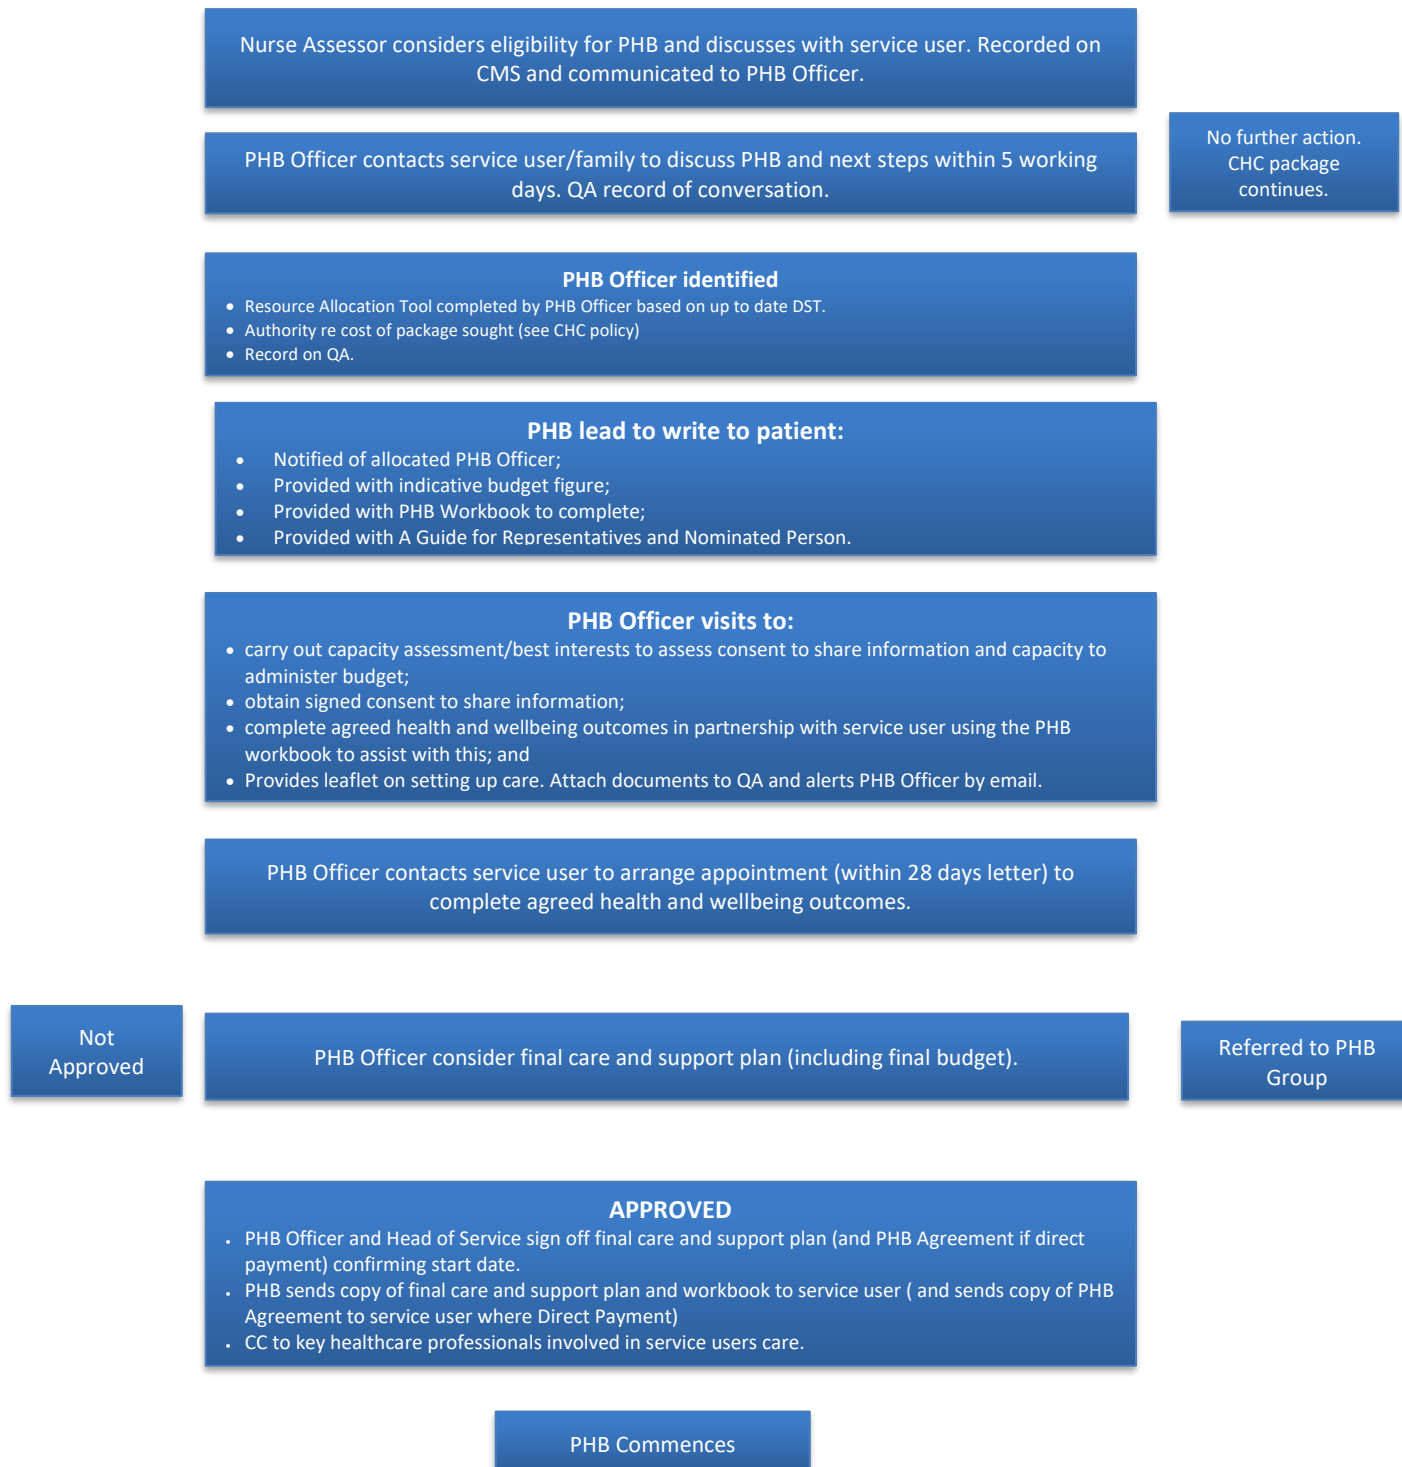 Nurse Assessor considers eligibility for PHB and discusses with service user. Recorded on
CMS and communicated to PHB Officer.
PHB Officer contacts service user/family to discuss PHB and next steps within 5 working
days. QA record of conversation.
No further action.
CHC package
continues.
PHB Officer identified
• Resource Allocation Tool completed by PHB Officer based on up to date DST.
• Authority re cost of package sought (see CHC policy)
• Record on QA.
PHB lead to write to patient:
• Notified of allocated PHB Officer;
• Provided with indicative budget figure;
• Provided with PHB Workbook to complete;
• Provided with A Guide for Representatives and Nominated Person.
PHB Officer visits to:
• carry out capacity assessment/best interests to assess consent to share information and capacity to
administer budget;
• obtain signed consent to share information;
• complete agreed health and wellbeing outcomes in partnership with service user using the PHB
workbook to assist with this; and
• Provides leaflet on setting up care. Attach documents to QA and alerts PHB Officer by email.
PHB Officer contacts service user to arrange appointment (within 28 days letter) to
complete agreed health and wellbeing outcomes.
Not
Approved
PHB Officer consider final care and support plan (including final budget).
Referred to PHB
Group
APPROVED
• PHB Officer and Head of Service sign off final care and support plan (and PHB Agreement if direct
payment) confirming start date.
• PHB sends copy of final care and support plan and workbook to service user ( and sends copy of PHB
Agreement to service user where Direct Payment)
• CC to key healthcare professionals involved in service users care.
PHB Commences